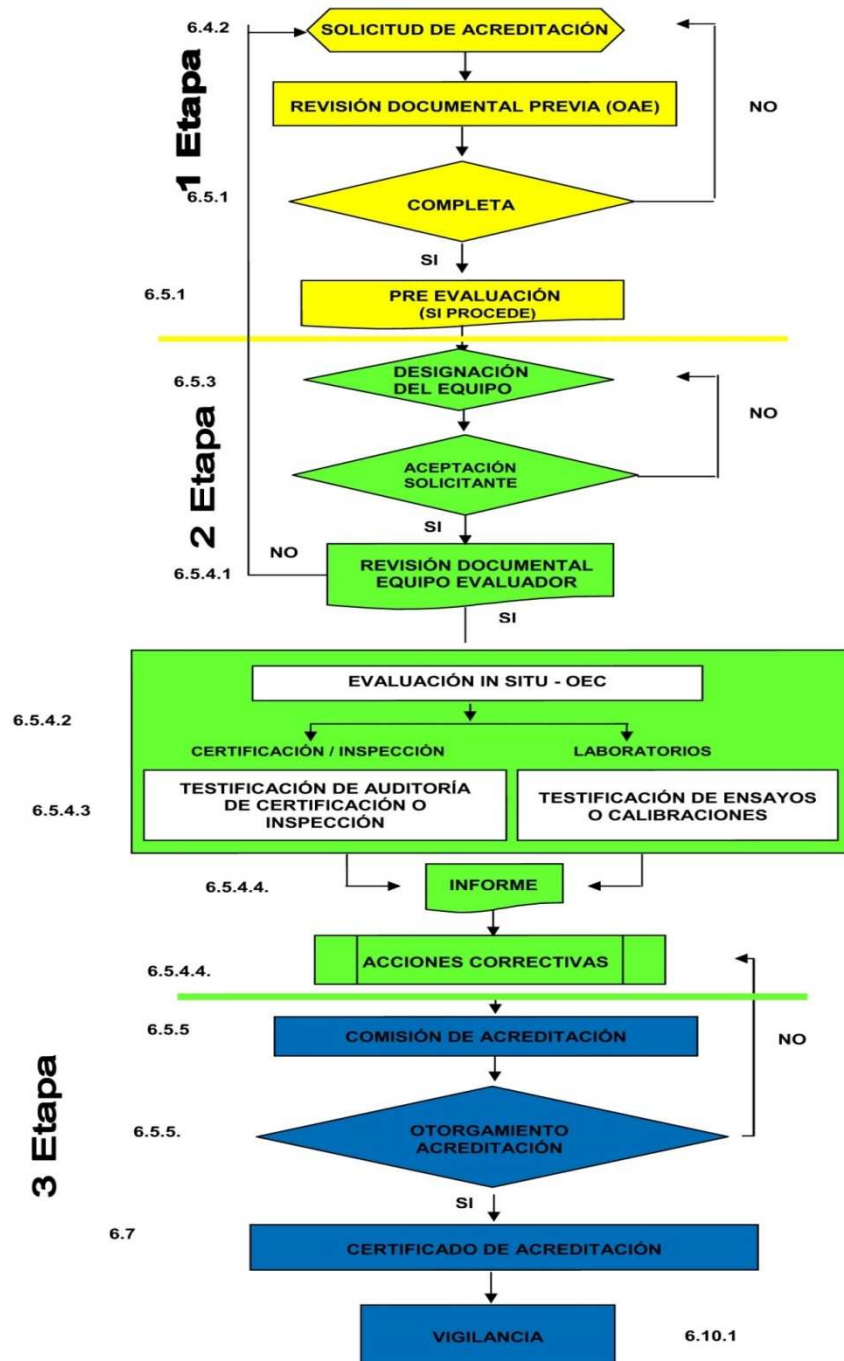 6.4.2
SOLICITUD DE ACREDITACIÓN
1 Etapa
REVISIÓN DOCUMENTAL PREVIA (OAE)
NO
6.5.1
COMPLETA
SI
6.5.1
PRE EVALUACIÓN
(SI PROCEDE)
6.5.3
DESIGNACIÓN
DEL EQUIPO
NO
2 Etapa
ACEPTACIÓN
SOLICITANTE
SI
NO
6.5.4.1
REVISIÓN DOCUMENTAL
EQUIPO EVALUADOR
SI
EVALUACIÓN IN SITU - OEC
6.5.4.2
CERTIFICACIÓN / INSPECCIÓN
LABORATORIOS
6.5.4.3
TESTIFICACIÓN DE AUDITORÍA
DE CERTIFICACIÓN O
INSPECCIÓN
TESTIFICACIÓN DE ENSAYOS
O CALIBRACIONES
6.5.4.4.
INFORME
6.5.4.4.
ACCIONES CORRECTIVAS
3 Etapa
6.5.5
COMISIÓN DE ACREDITACIÓN
NO
6.5.5.
OTORGAMIENTO
ACREDITACIÓN
SI
6.7
CERTIFICADO DE ACREDITACIÓN
VIGILANCIA
6.10.1